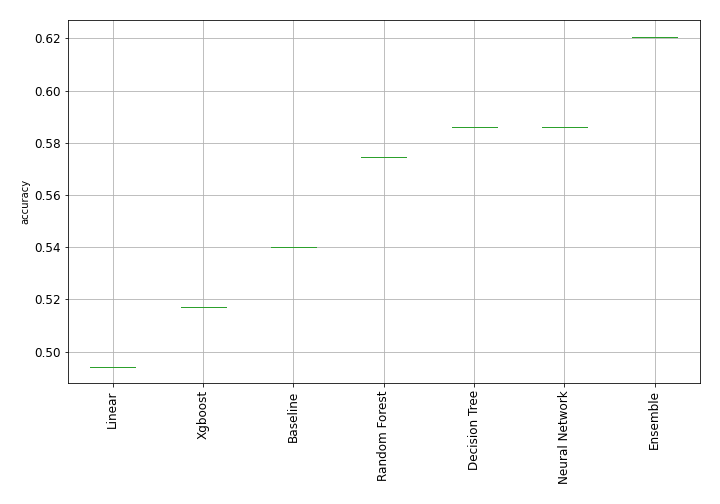 0.62
0.60
0.58
0.56
0.54
0.52
0.50
accuracy
Linear
Xgboost
Baseline
Random Forest
Decision Tree
Neural Network
Ensemble